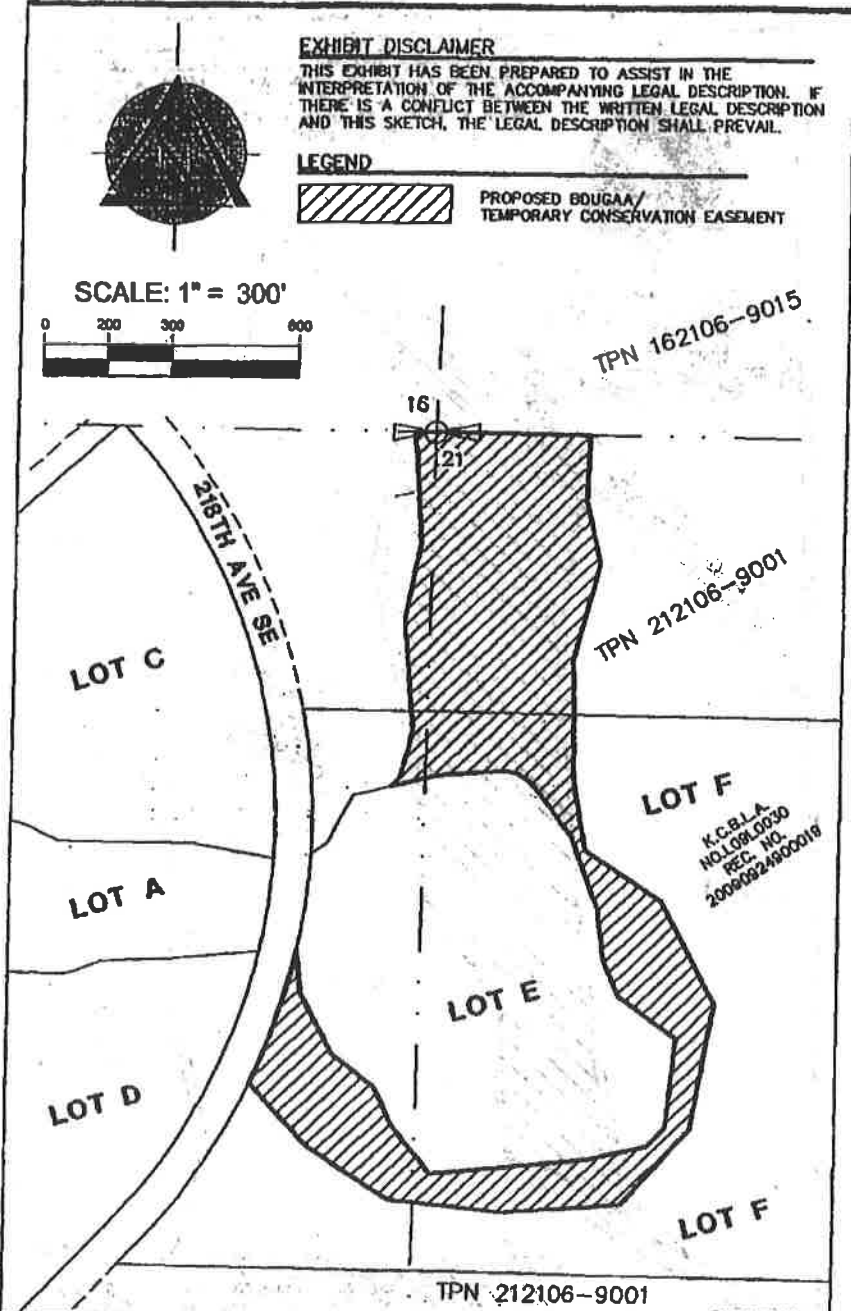 EXHIBIT DISCLAIMER
THIS EXHIBIT HAS BEEN PREPARED TO ASSIST IN THE
INTERPRETATION OF THE ACCOMPANYING LEGAL DESCRIPTION. IF
THERE IS A CONFLICT BETWEEN THE WRITTEN LEGAL DESCRIPTION
AND THIS SKETCH, THE LEGAL DESCRIPTION SHALL PREVAIL.
LEGEND
PROPOSED BDUGAA/
TEMPORARY CONSERVATION EASEMENT
SCALE: 1" = 300'
0 200 300 600
TPN 162106-9015
16
21
218TH AVE SE
TPN 212106-9001
LOT C
LOT F
K.C.B.L.A.
NO.L09L0030
REC. NO.
20090924900019
LOT A
LOT E
LOT D
LOT F
TPN 212106-9001